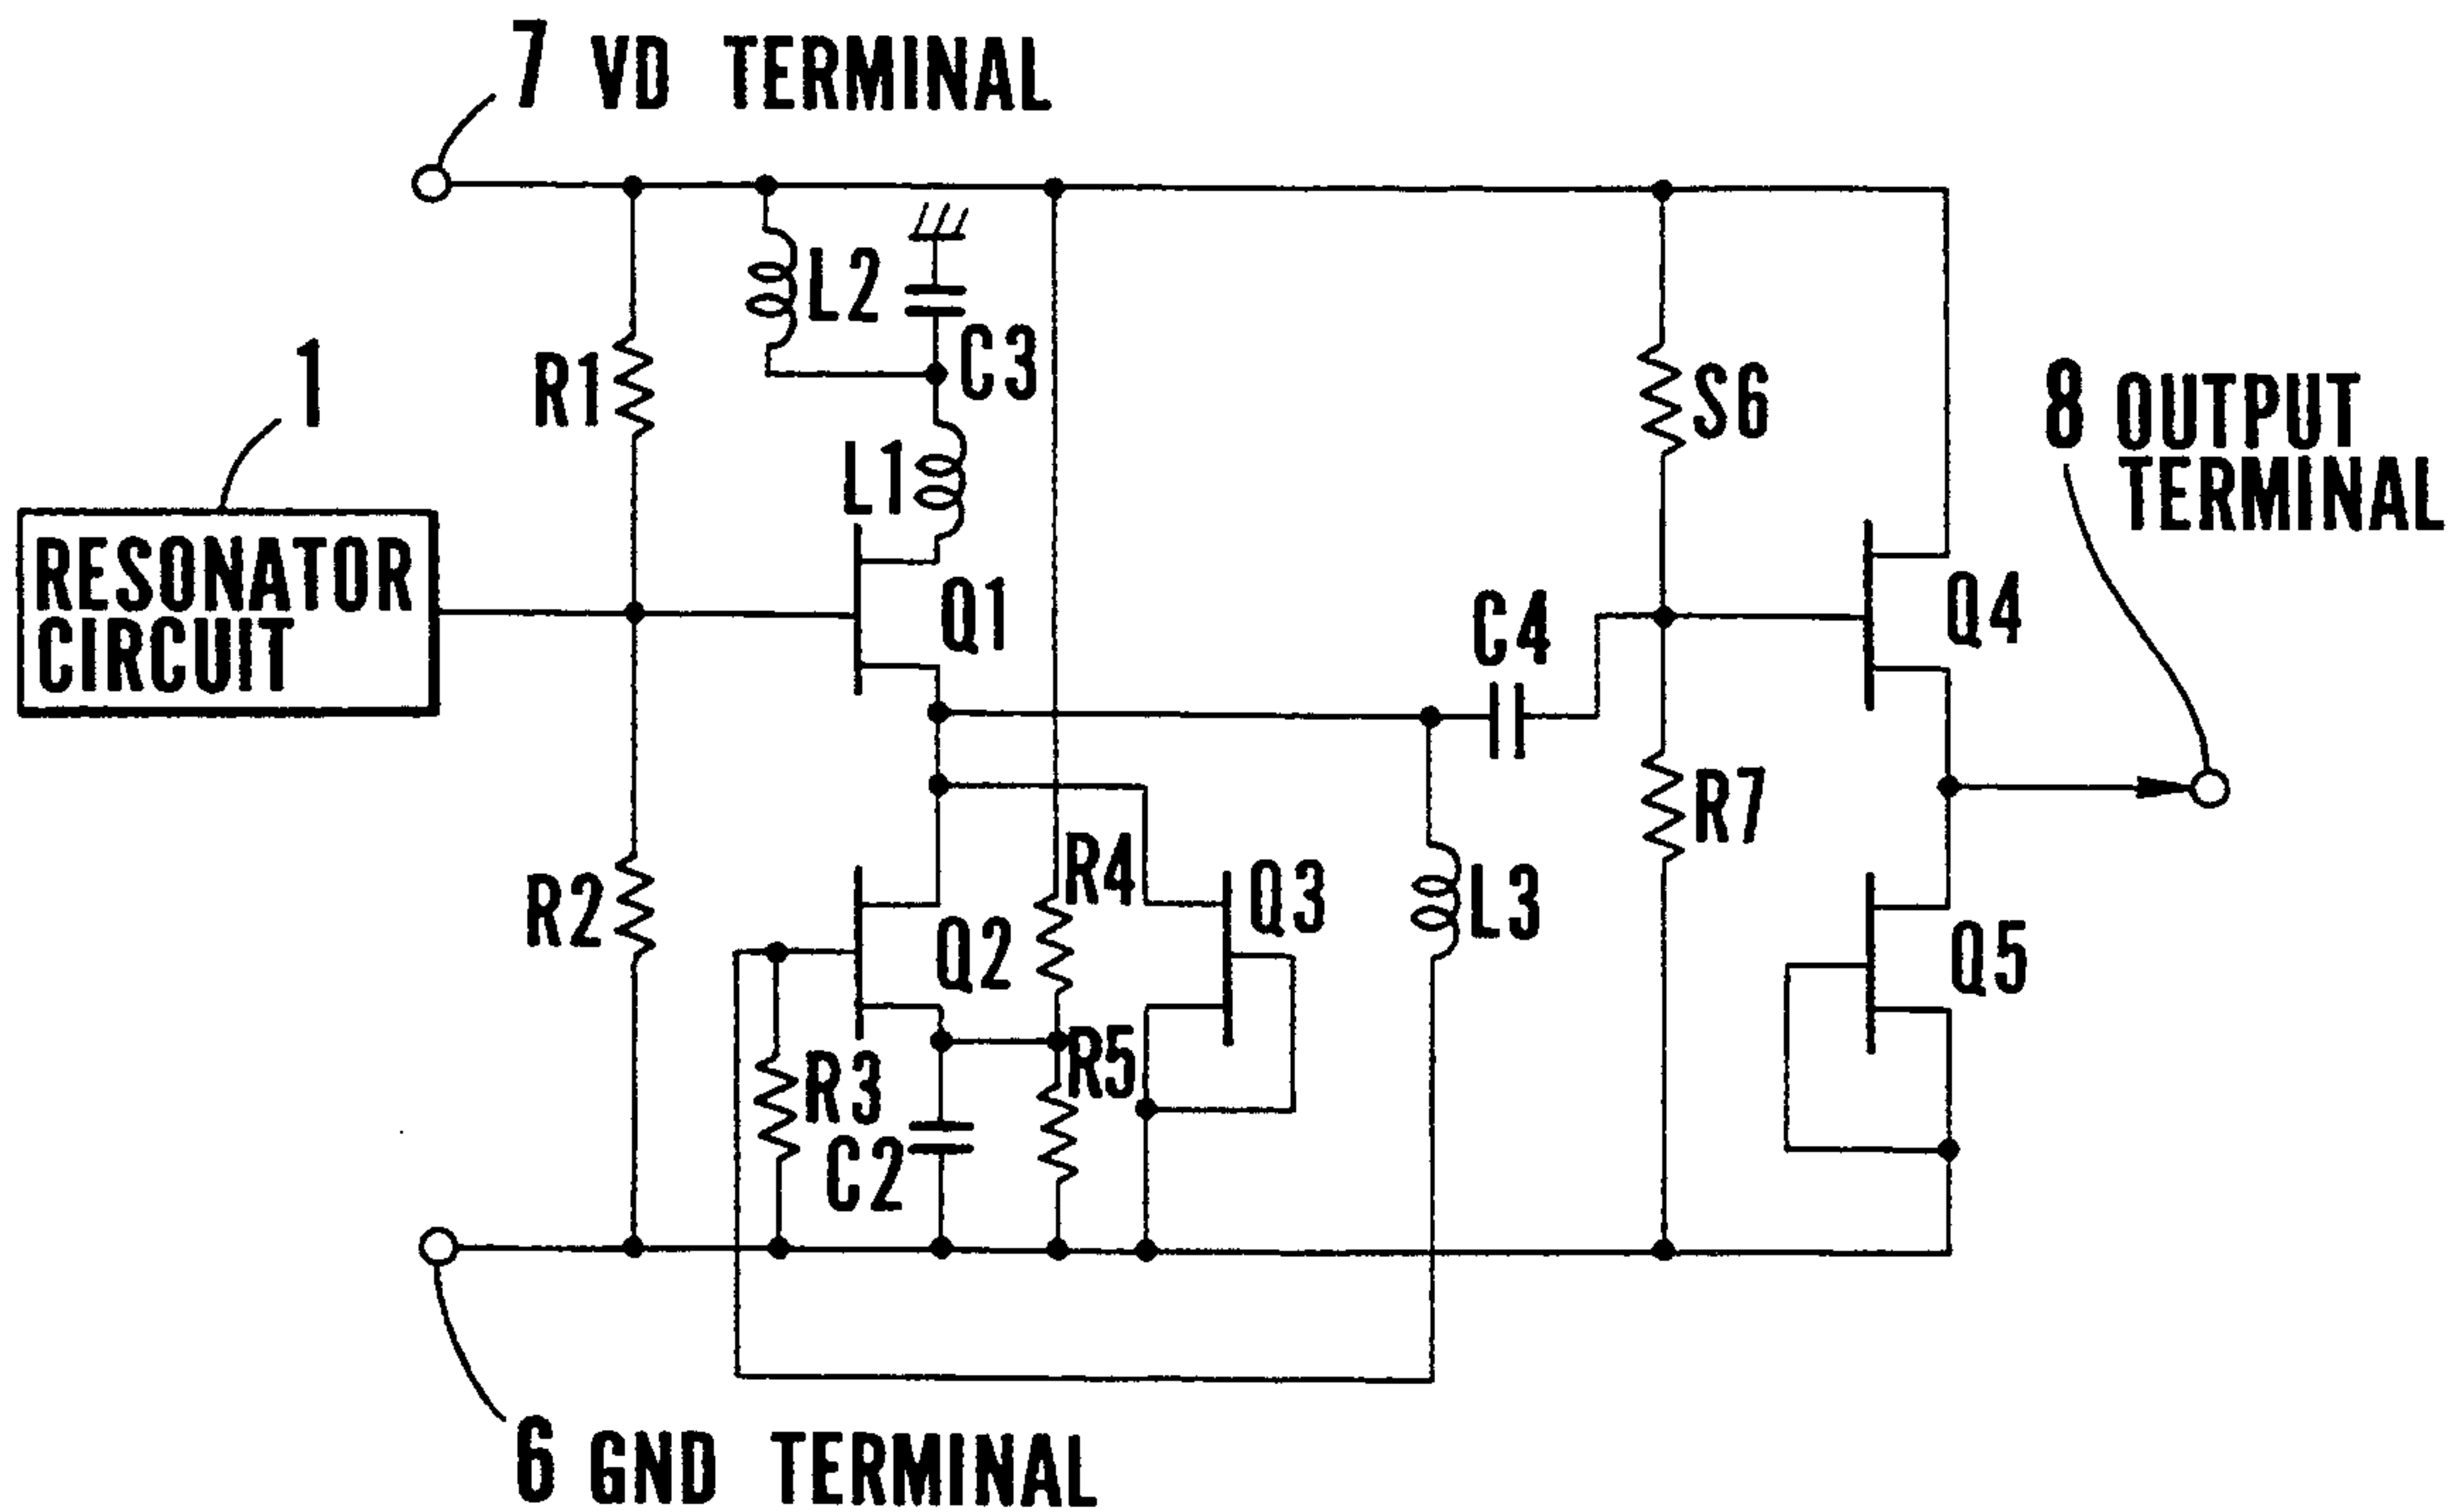 7 VD TERMINAL
L2
C3
R1
1
S6
8 OUTPUT
TERMINAL
L1
RESONATOR
CIRCUIT
Q1
C4
Q4
R7
R4
Q3
L3
R2
Q2
Q5
R3
R5
C2
6 GND TERMINAL